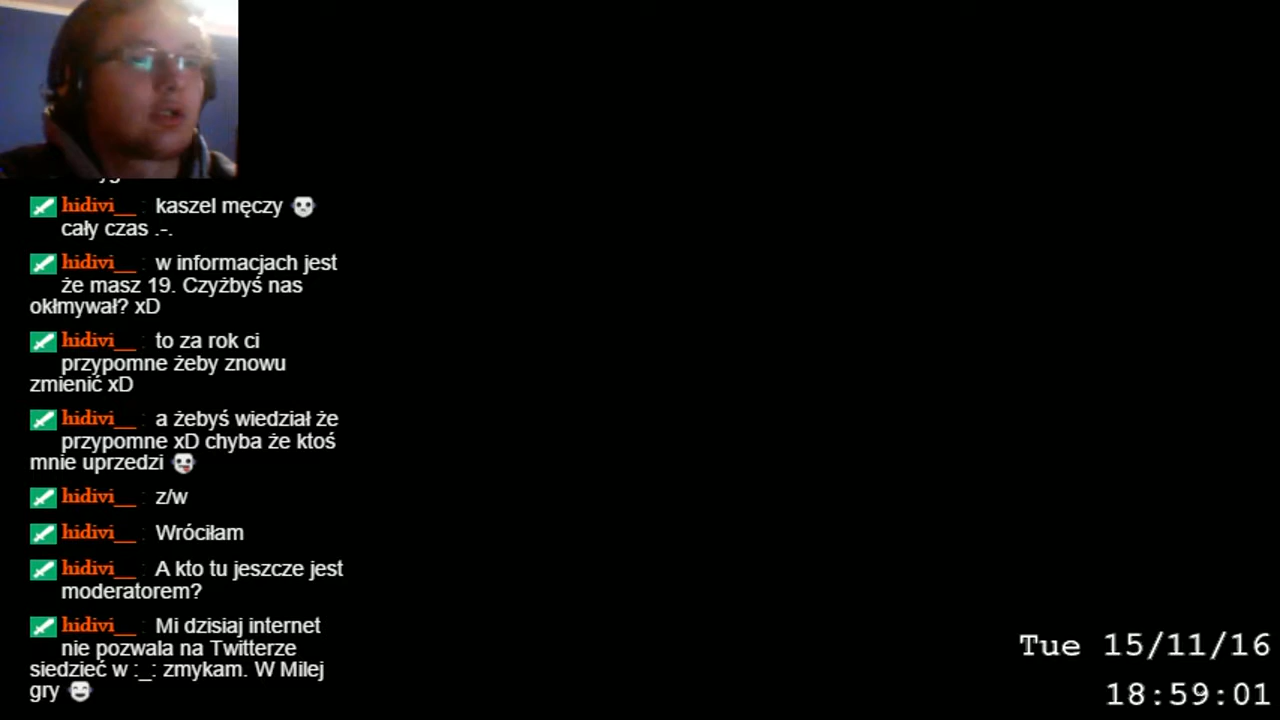 hidivi__ : kaszel męczy
cały czas .-.
hidivi__ : w informacjach jest
że masz 19. Czyżbyś nas
okłmywał? xD
hidivi__ : to za rok ci
przypomne żeby znowu
zmienić xD
hidivi__ : a żebyś wiedział że
przypomne xD chyba że ktoś
mnie uprzedzi
hidivi__ : z/w
hidivi__ : Wróciłam
hidivi__ : A kto tu jeszcze jest
moderatorem?
hidivi__ : Mi dzisiaj internet
nie pozwala na Twitterze
siedzieć w :_: zmykam. W Milej
gry
Tue 15/11/16
18:59:01